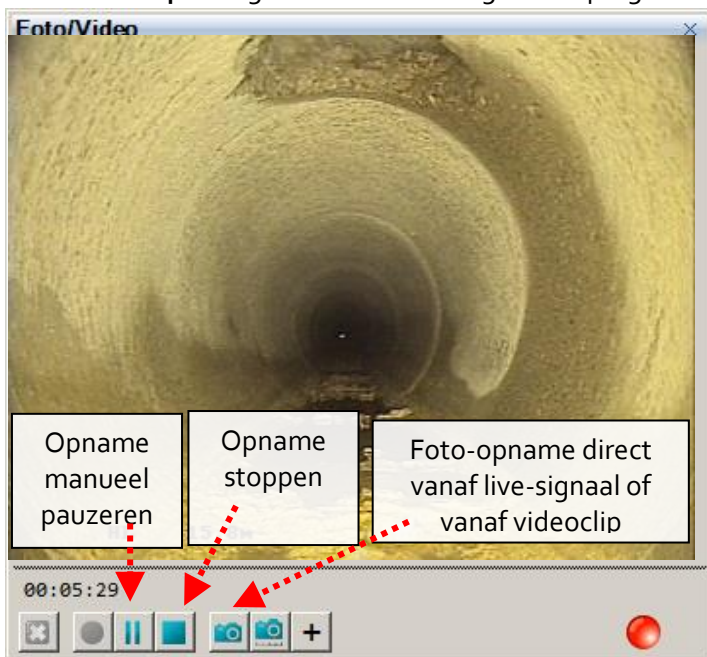 Foto/Video
Opname
manueel
pauzeren
Opname
stoppen
Foto-opname direct
vanaf live-signaal of
vanaf videoclip
00:05:29